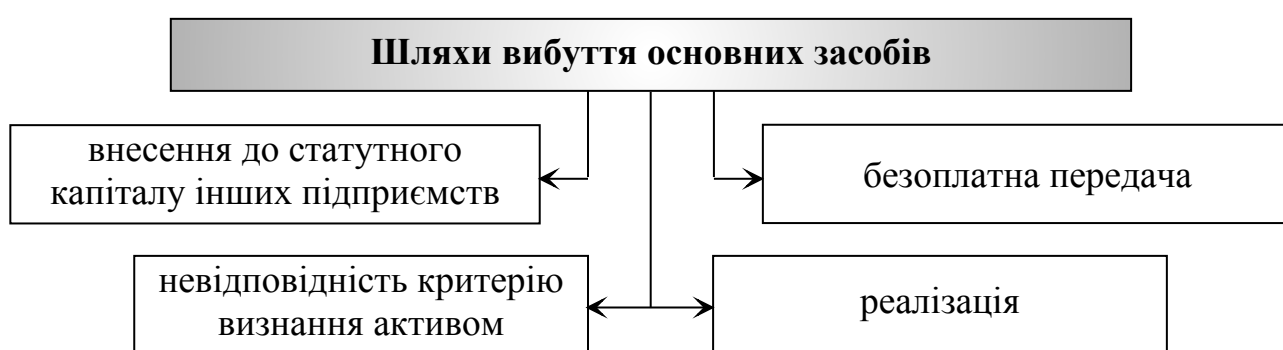 Шляхи вибуття основних засобів
внесення до статутного
капіталу інших підприємств
безоплатна передача
невідповідність критерію
визнання активом
реалізація